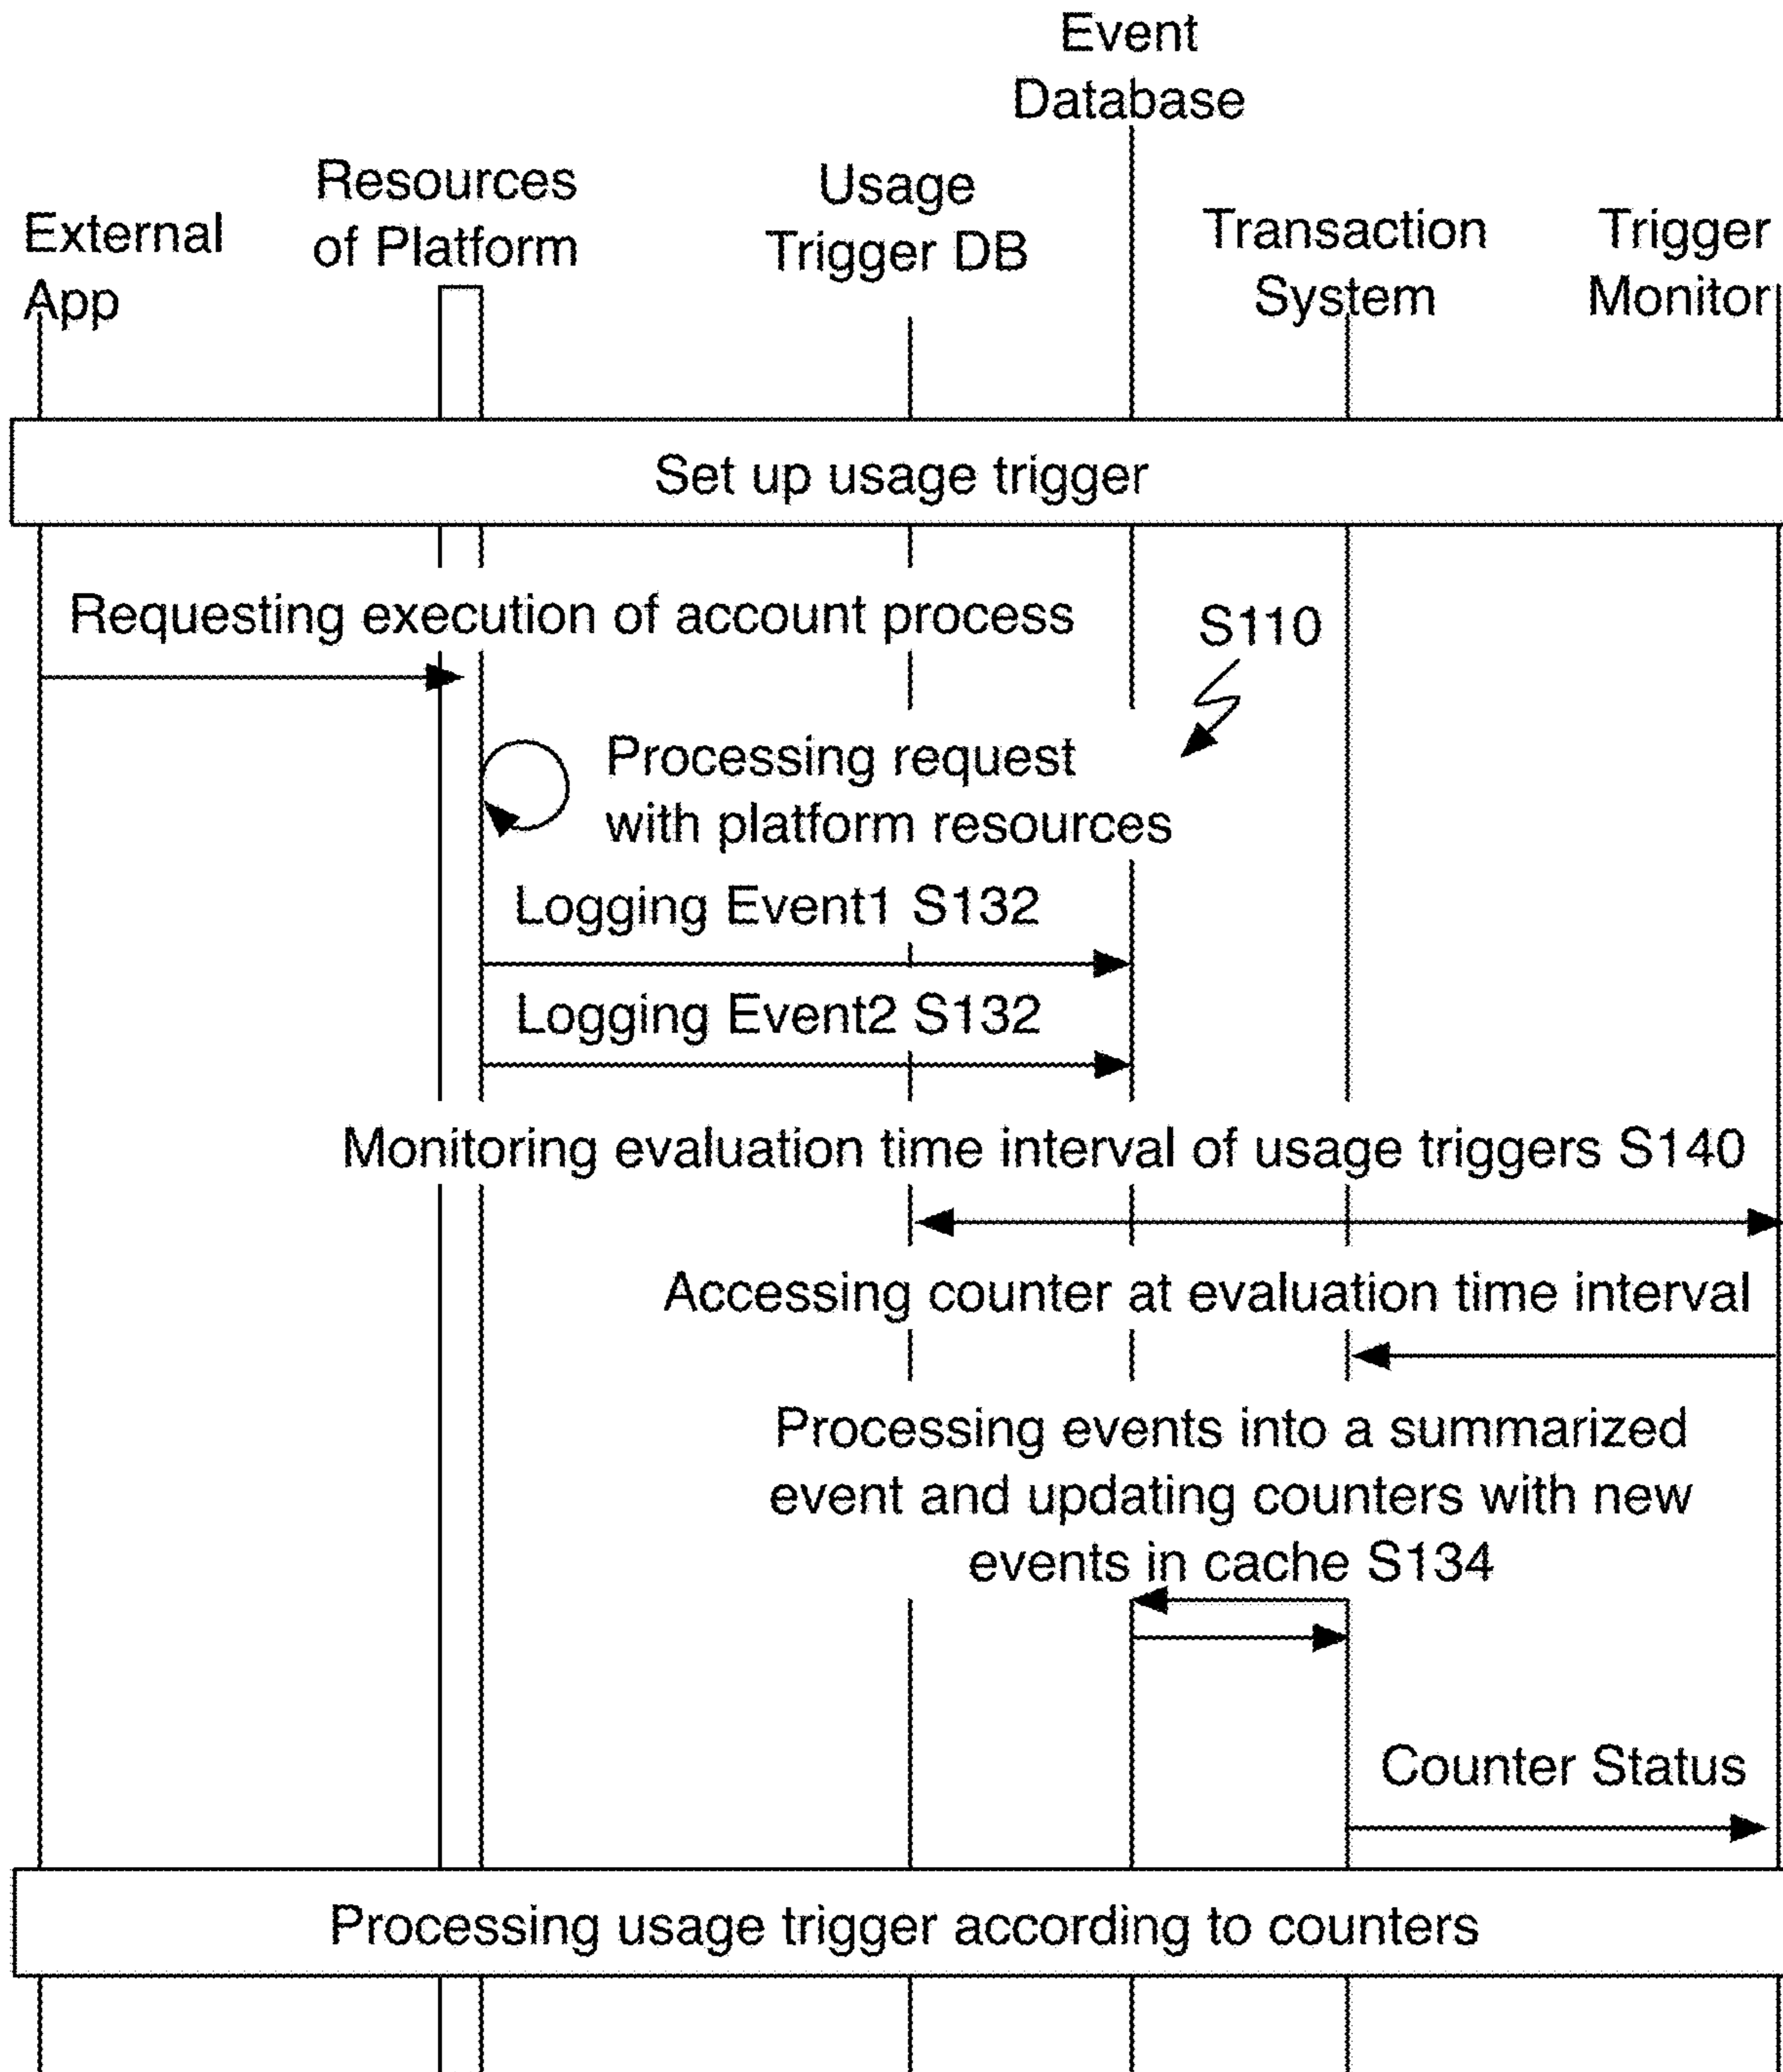 Event
Database
Resources
of Platform
Usage
Trigger DB
External
App
Transaction
System
Trigger
Monitor
Set up usage trigger
Requesting execution of account process
S110
Processing request
with platform resources
Logging Event1 S132
Logging Event2 S132
Monitoring evaluation time interval of usage triggers S140
Accessing counter at evaluation time interval
Processing events into a summarized
event and updating counters with new
events in cache S134
Counter Status
Processing usage trigger according to counters